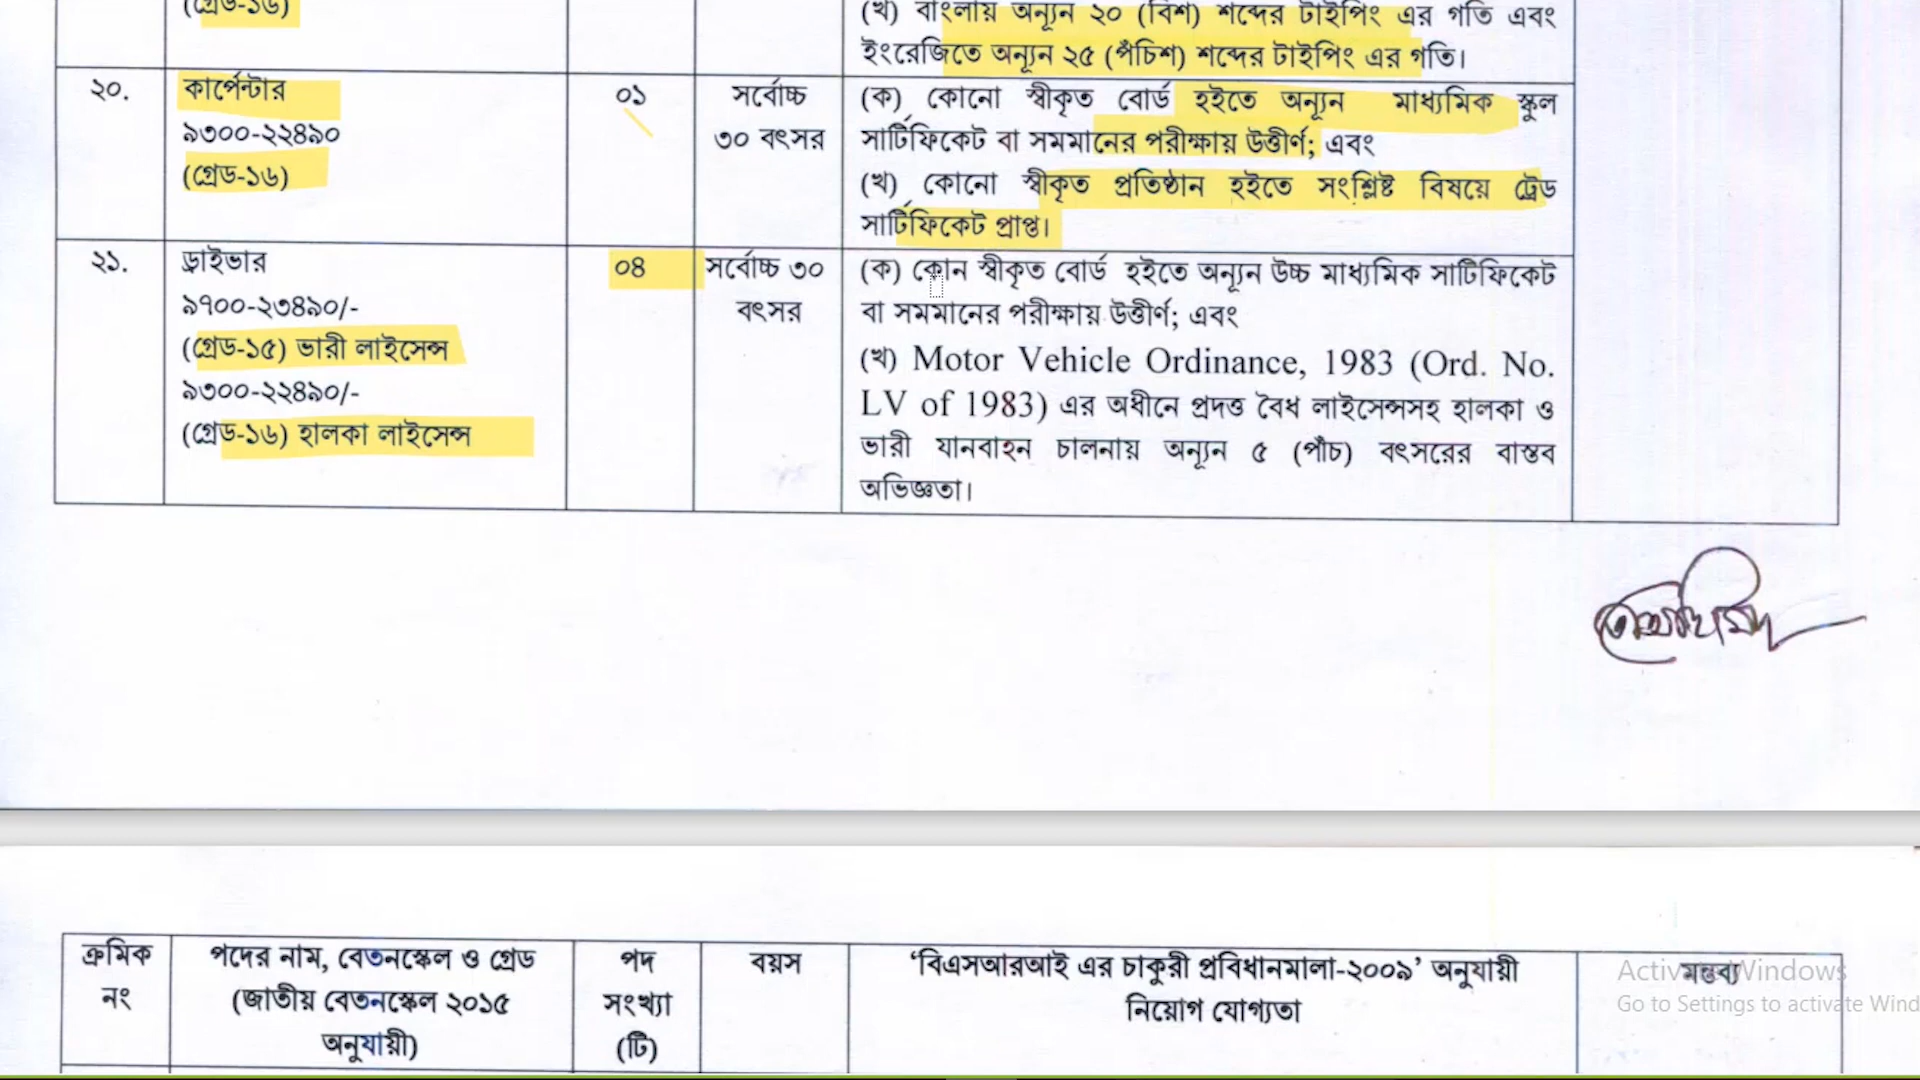 (গ্রেড-১৬)
(খ) বাংলায় অন্যূন ২০ (বিশ) শব্দের টাইপিং এর গতি এবং
ইংরেজিতে অন্যূন ২৫ (পঁচিশ) শব্দের টাইপিং এর গতি।
২০.
কার্পেন্টার
৯৩০০-২২৪৯০
(গ্রেড-১৬)
০১
সর্বোচ্চ
৩০ বৎসর
(ক) কোনো স্বীকৃত বোর্ড হইতে অন্যূন মাধ্যমিক স্কুল
সার্টিফিকেট বা সমমানের পরীক্ষায় উত্তীর্ণ; এবং
(খ) কোনো স্বীকৃত প্রতিষ্ঠান হইতে সংশ্লিষ্ট বিষয়ে ট্রেড
সার্টিফিকেট প্রাপ্ত।
২১.
ড্রাইভার
৯৭০০-২৩৪৯০/-
(গ্রেড-১৫) ভারী লাইসেন্স
৯৩০০-২২৪৯০/-
(গ্রেড-১৬) হালকা লাইসেন্স
০৪
সর্বোচ্চ ৩০
বৎসর
(ক) কোন স্বীকৃত বোর্ড হইতে অন্যূন উচ্চ মাধ্যমিক সাটিফিকেট
বা সমমানের পরীক্ষায় উত্তীর্ণ; এবং
(খ) Motor Vehicle Ordinance, 1983 (Ord. No.
LV of 1983) এর অধীনে প্রদত্ত বৈধ লাইসেন্সসহ হালকা ও
ভারী যানবাহন চালনায় অন্যূন ৫ (পাঁচ) বৎসরের বাস্তব
অভিজ্ঞতা।
ক্রমিক
নং
পদের নাম, বেতনস্কেল ও গ্রেড
(জাতীয় বেতনস্কেল ২০১৫
অনুযায়ী)
পদ
সংখ্যা
(টি)
বয়স
‘বিএসআরআই এর চাকুরী প্রবিধানমালা-২০০৯’ অনুযায়ী
নিয়োগ যোগ্যতা
মন্তব্য
Activate Windows
Go to Settings to activate Wind